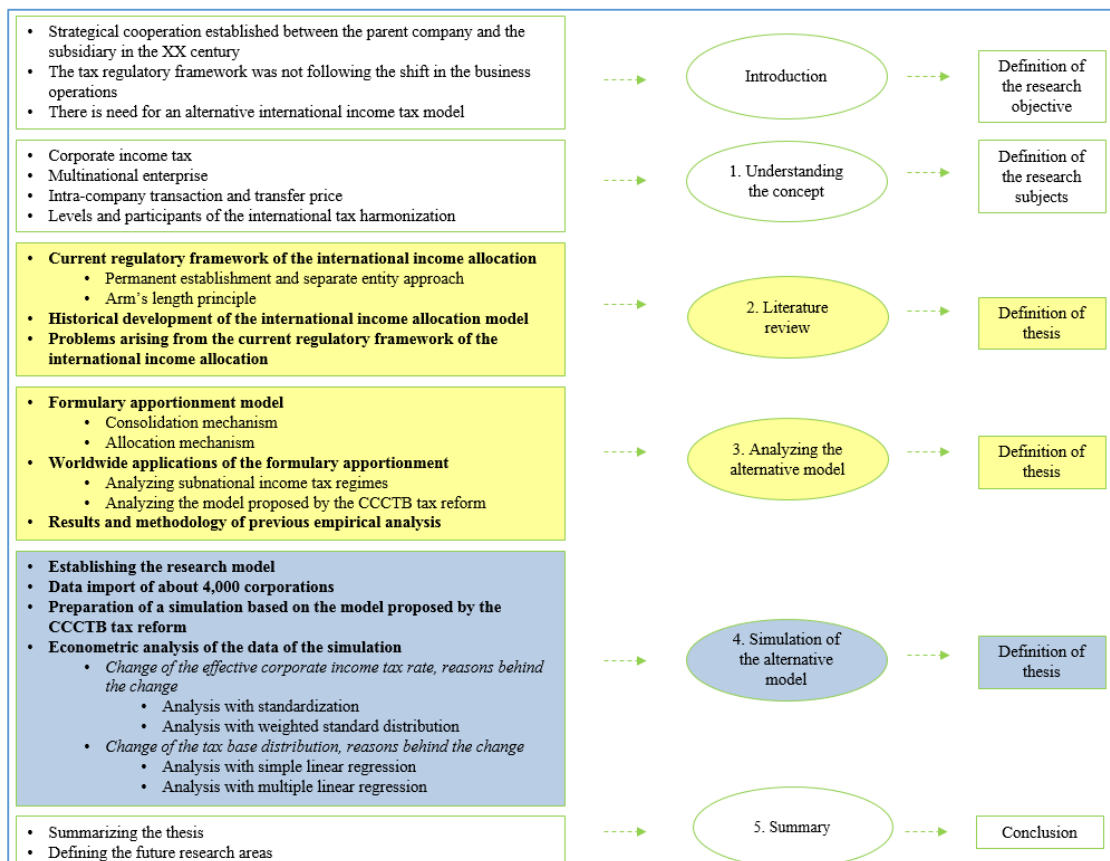 • Strategical cooperation established between the parent company and the
subsidiary in the XX century
• The tax regulatory framework was not following the shift in the business
operations
• There is need for an alternative international income tax model
Introduction
Definition of
the research
objective
• Corporate income tax
• Multinational enterprise
• Intra-company transaction and transfer price
• Levels and participants of the international tax harmonization
1. Understanding
the concept
Definition of
the research
subjects
• Current regulatory framework of the international income allocation
• Permanent establishment and separate entity approach
• Arm's length principle
• Historical development of the international income allocation model
• Problems arising from the current regulatory framework of the
international income allocation
2. Literature
review
Definition of
thesis
• Formulary apportionment model
• Consolidation mechanism
• Allocation mechanism
• Worldwide applications of the formulary apportionment
• Analyzing subnational income tax regimes
• Analyzing the model proposed by the CCCTB tax reform
• Results and methodology of previous empirical analysis
3. Analyzing the
alternative model
Definition of
thesis
• Establishing the research model
• Data import of about 4,000 corporations
• Preparation of a simulation based on the model proposed by the
CCCTB tax reform
• Econometric analysis of the data of the simulation
• Change of the effective corporate income tax rate, reasons behind
the change
• Analysis with standardization
• Analysis with weighted standard distribution
• Change of the tax base distribution, reasons behind the change
• Analysis with simple linear regression
• Analysis with multiple linear regression
4. Simulation of
the alternative
model
Definition of
thesis
• Summarizing the thesis
• Defining the future research areas
5. Summary
Conclusion